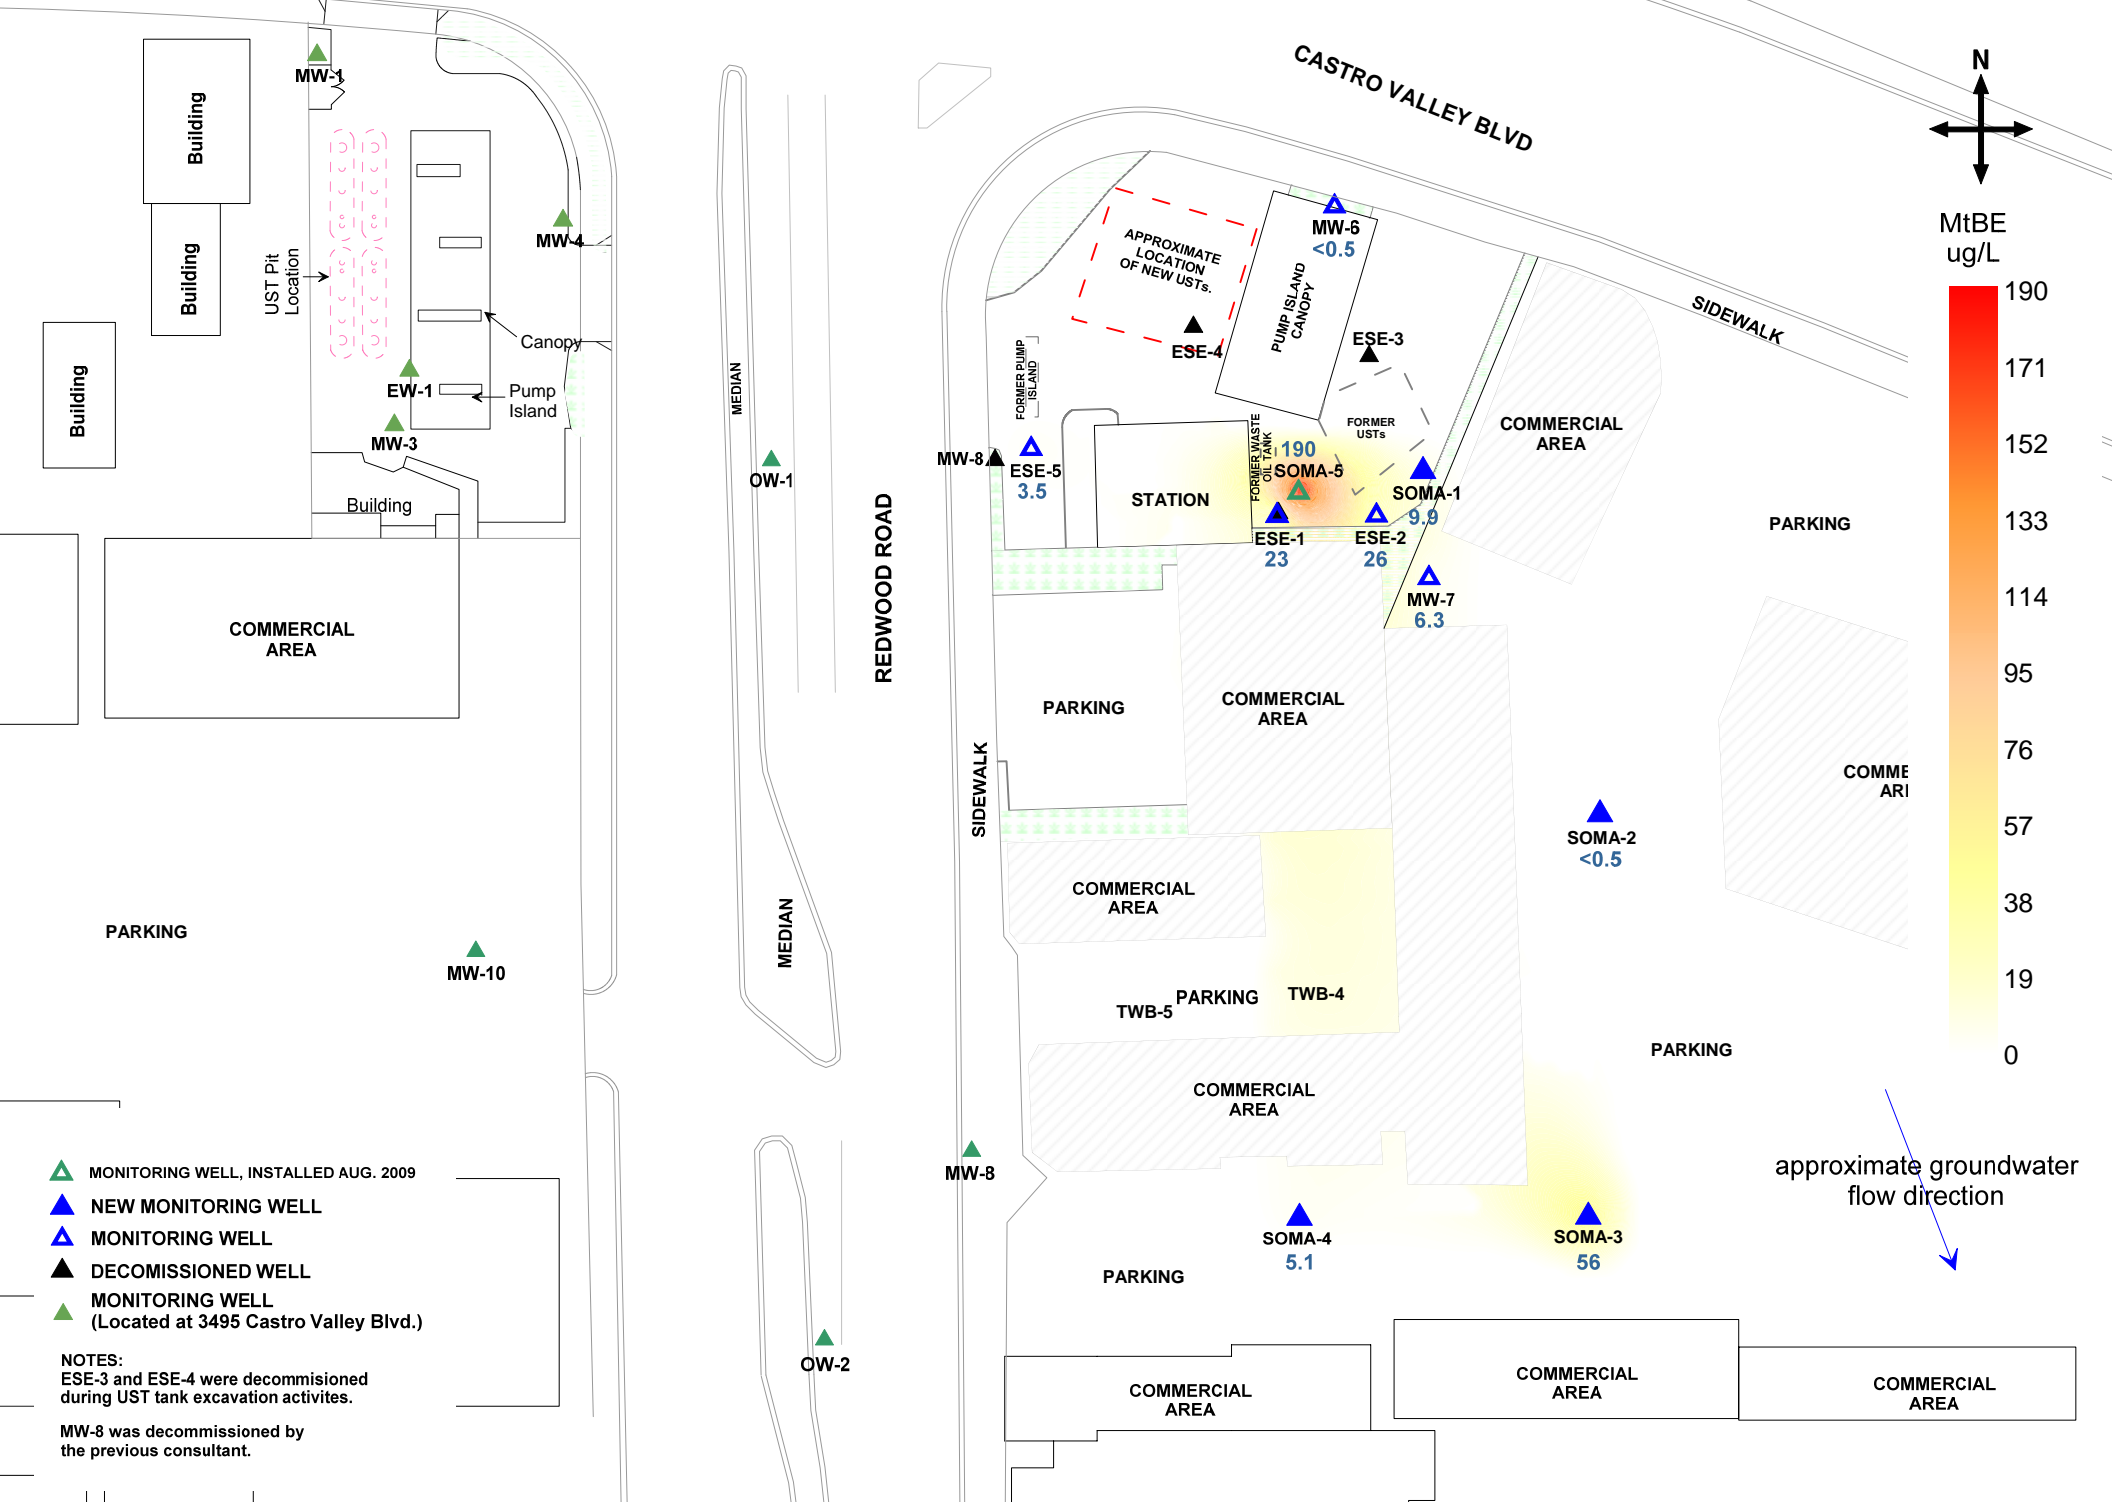 CASTRO VALLEY BLVD
N
MW-1
Building
MtBE
ug/L
190
171
152
133
114
95
76
57
38
19
0
MW-4
MW-6
<0.5
APPROXIMATE
LOCATION
OF NEW USTs.
UST Pit
Location
Building
PUMP ISLAND
CANOPY
SIDEWALK
Canopy
ESE-4
ESE-3
FORMER PUMP
ISLAND
MEDIAN
EW-1
Pump
Island
Building
MW-3
FORMER
USTs
COMMERCIAL
AREA
FORMER WASTE
OIL TANK
190
SOMA-5
MW-8
ESE-5
3.5
OW-1
STATION
SOMA-1
9.9
Building
PARKING
ESE-1
23
ESE-2
26
REDWOOD ROAD
MW-7
6.3
COMMERCIAL
AREA
PARKING
COMMERCIAL
AREA
SIDEWALK
COMME
ARI
SOMA-2
<0.5
COMMERCIAL
AREA
PARKING
MEDIAN
MW-10
PARKING
TWB-4
TWB-5
PARKING
COMMERCIAL
AREA
approximate groundwater
flow direction
MW-8
SOMA-4
5.1
SOMA-3
56
PARKING
MONITORING WELL, INSTALLED AUG. 2009
NEW MONITORING WELL
MONITORING WELL
DECOMISSIONED WELL
MONITORING WELL
(Located at 3495 Castro Valley Blvd.)
NOTES:
ESE-3 and ESE-4 were decommisioned
during UST tank excavation activites.
MW-8 was decommissioned by
the previous consultant.
OW-2
COMMERCIAL
AREA
COMMERCIAL
AREA
COMMERCIAL
AREA